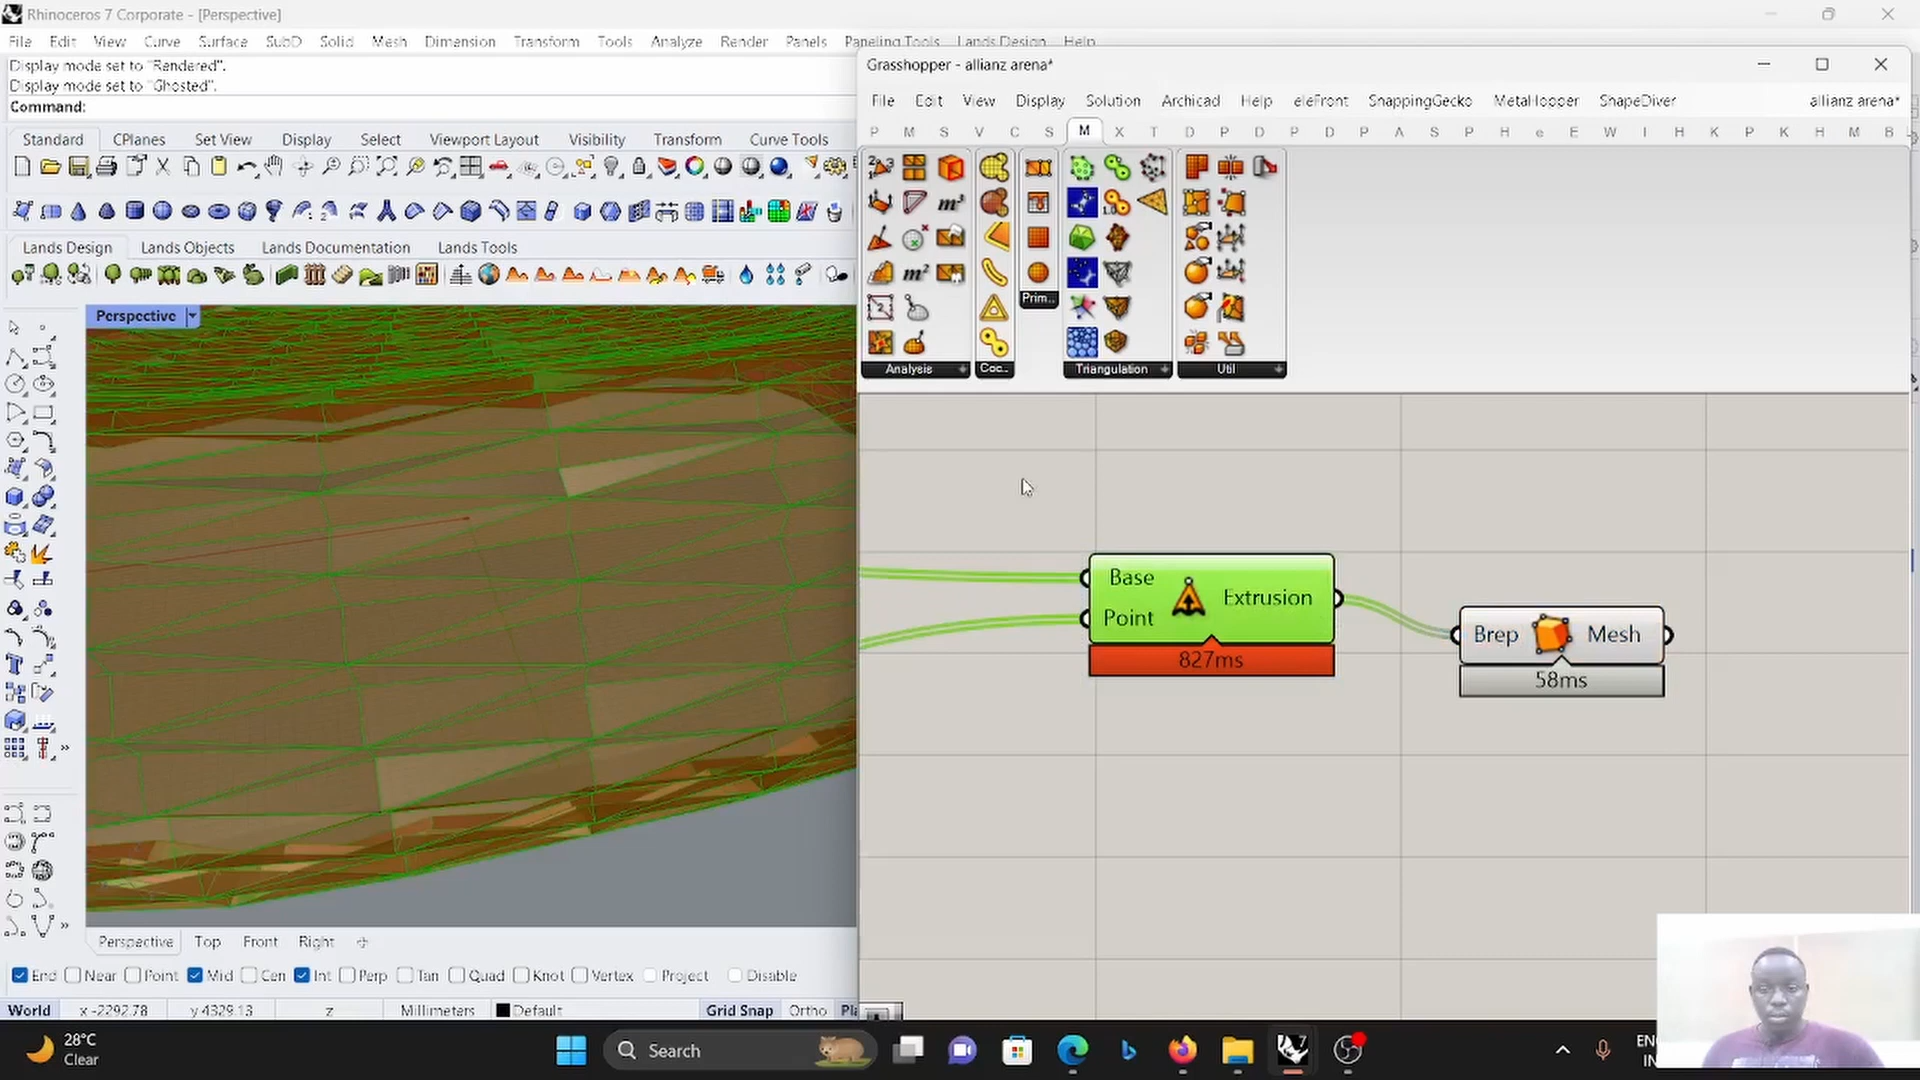 Rhinoceros 7 Corporate - [Perspective]
File Edit View Curve Surface SubD Solid Mesh Dimension Transform Tools Analyze Render Panels Paneling Tools Lands Design Help
Display mode set to "Rendered".
Display mode set to "Ghosted".
Command:
Standard CPlanes Set View Display Select Viewport Layout Visibility Transform Curve Tools
Lands Design Lands Objects Lands Documentation Lands Tools
Perspective
Grasshopper - allianz arena*
File Edit View Display Solution Archicad Help eleFront SnappingGecko MetaHopper ShapeDiver allianz arena*
P M S V C S M X T D P D P D P A S P H e E W I H K P K H M B
Prim..
Analysis Coc.. Triangulation Util
Base
Point
Extrusion
827ms
Brep Mesh
58ms
Perspective Top Front Right
End Near Point Mid Cen Int Perp Tan Quad Knot Vertex Project Disable
World x -2292.78 y 4329.13 z Millimeters Default Grid Snap Ortho
28°C
Clear
Search